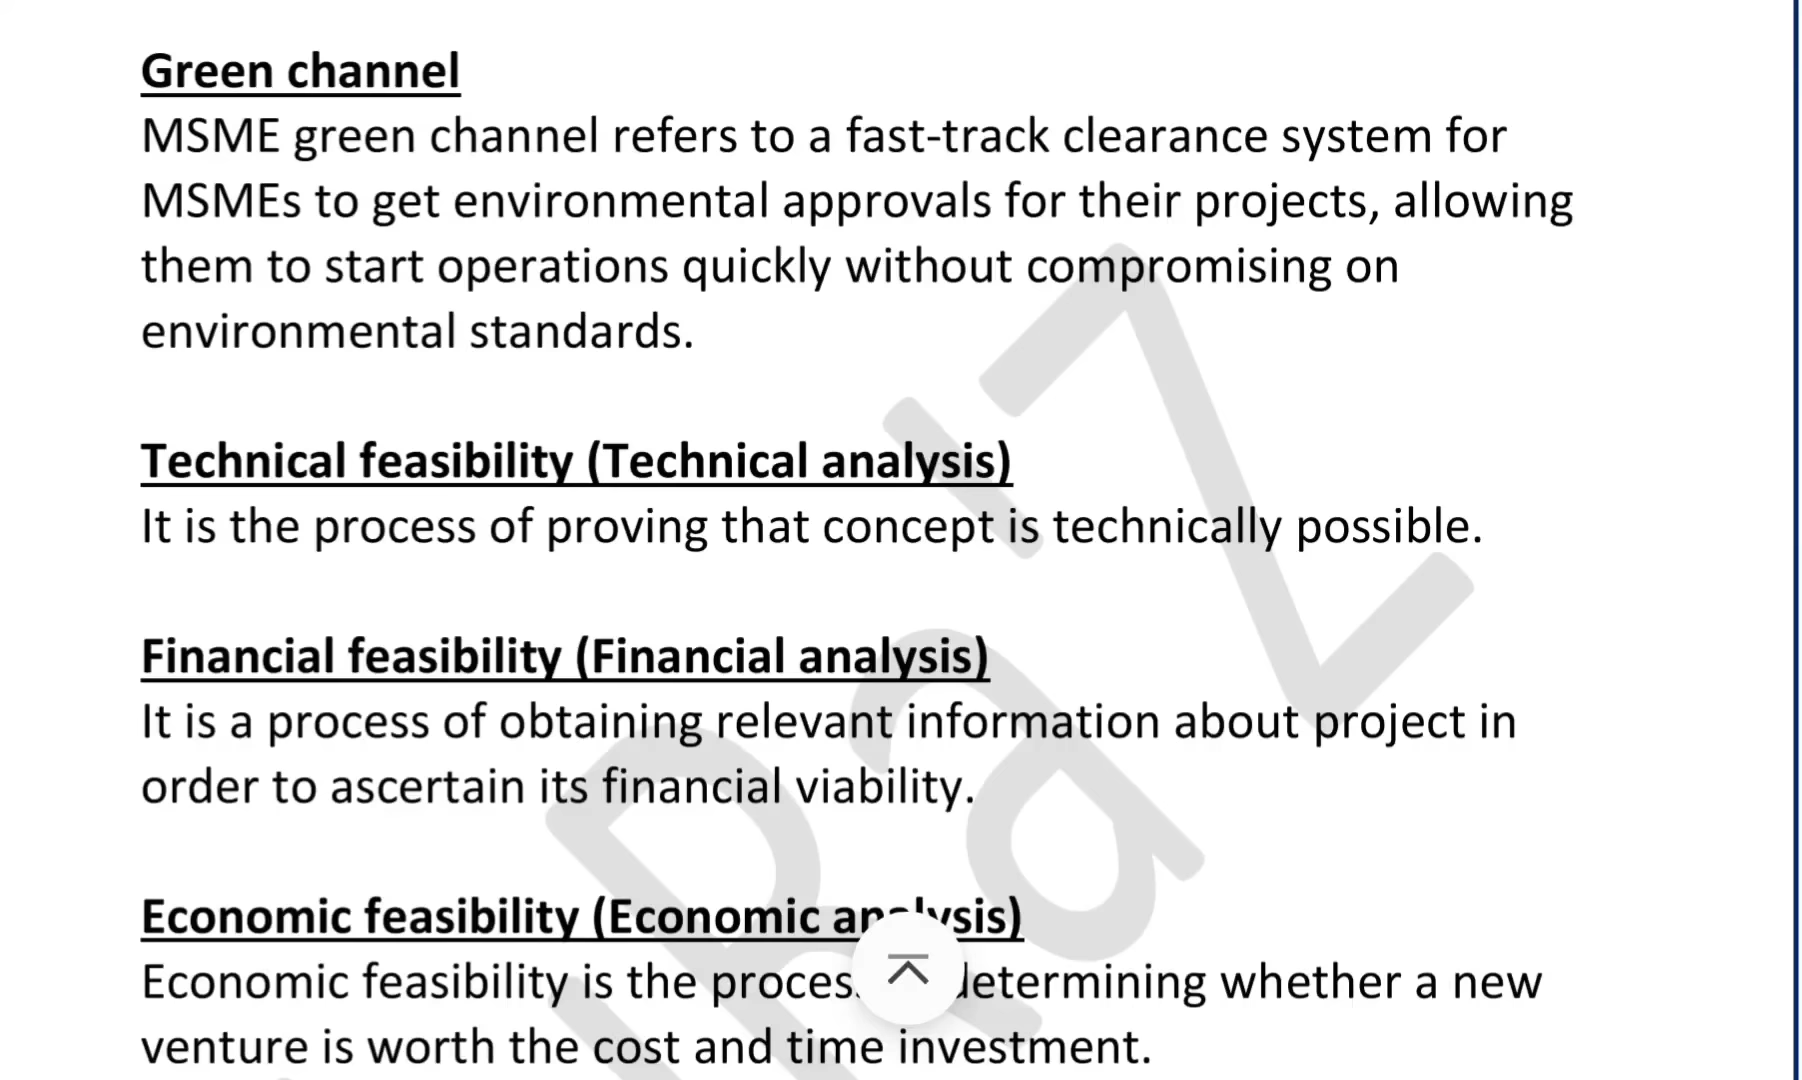 Green channel
MSME green channel refers to a fast-track clearance system for
MSMEs to get environmental approvals for their projects, allowing
them to start operations quickly without compromising on
environmental standards.
Technical feasibility (Technical analysis)
It is the process of proving that concept is technically possible.
Financial feasibility (Financial analysis)
It is a process of obtaining relevant information about project in
order to ascertain its financial viability.
Economic feasibility (Economic analysis)
Economic feasibility is the process determining whether a new
venture is worth the cost and time investment.